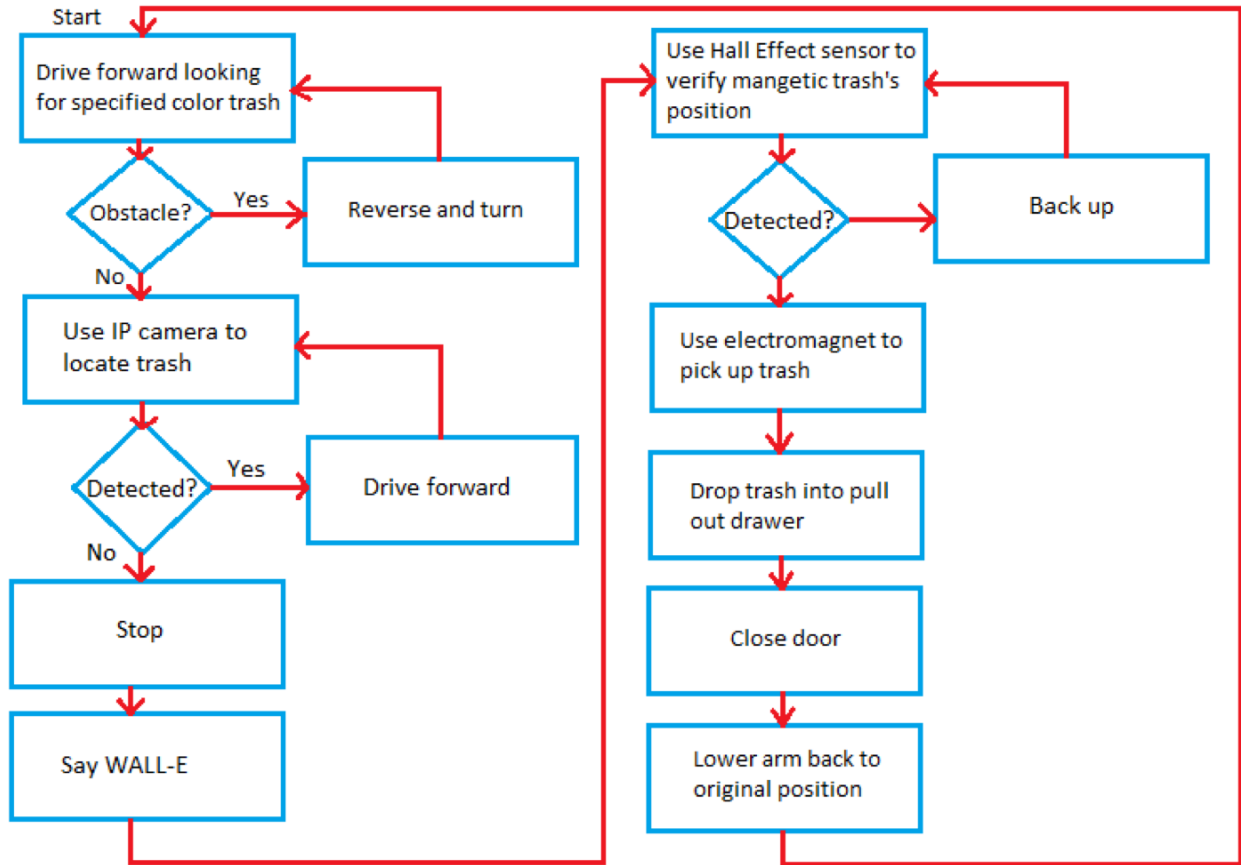 Start
Drive forward looking
for specified color trash
Obstacle?
Yes
Reverse and turn
No
Use IP camera to
locate trash
Detected?
Yes
Drive forward
No
Stop
Say WALL-E
Use Hall Effect sensor to
verify mangetic trash's
position
Detected?
Back up
Use electromagnet to
pick up trash
Drop trash into pull
out drawer
Close door
Lower arm back to
original position